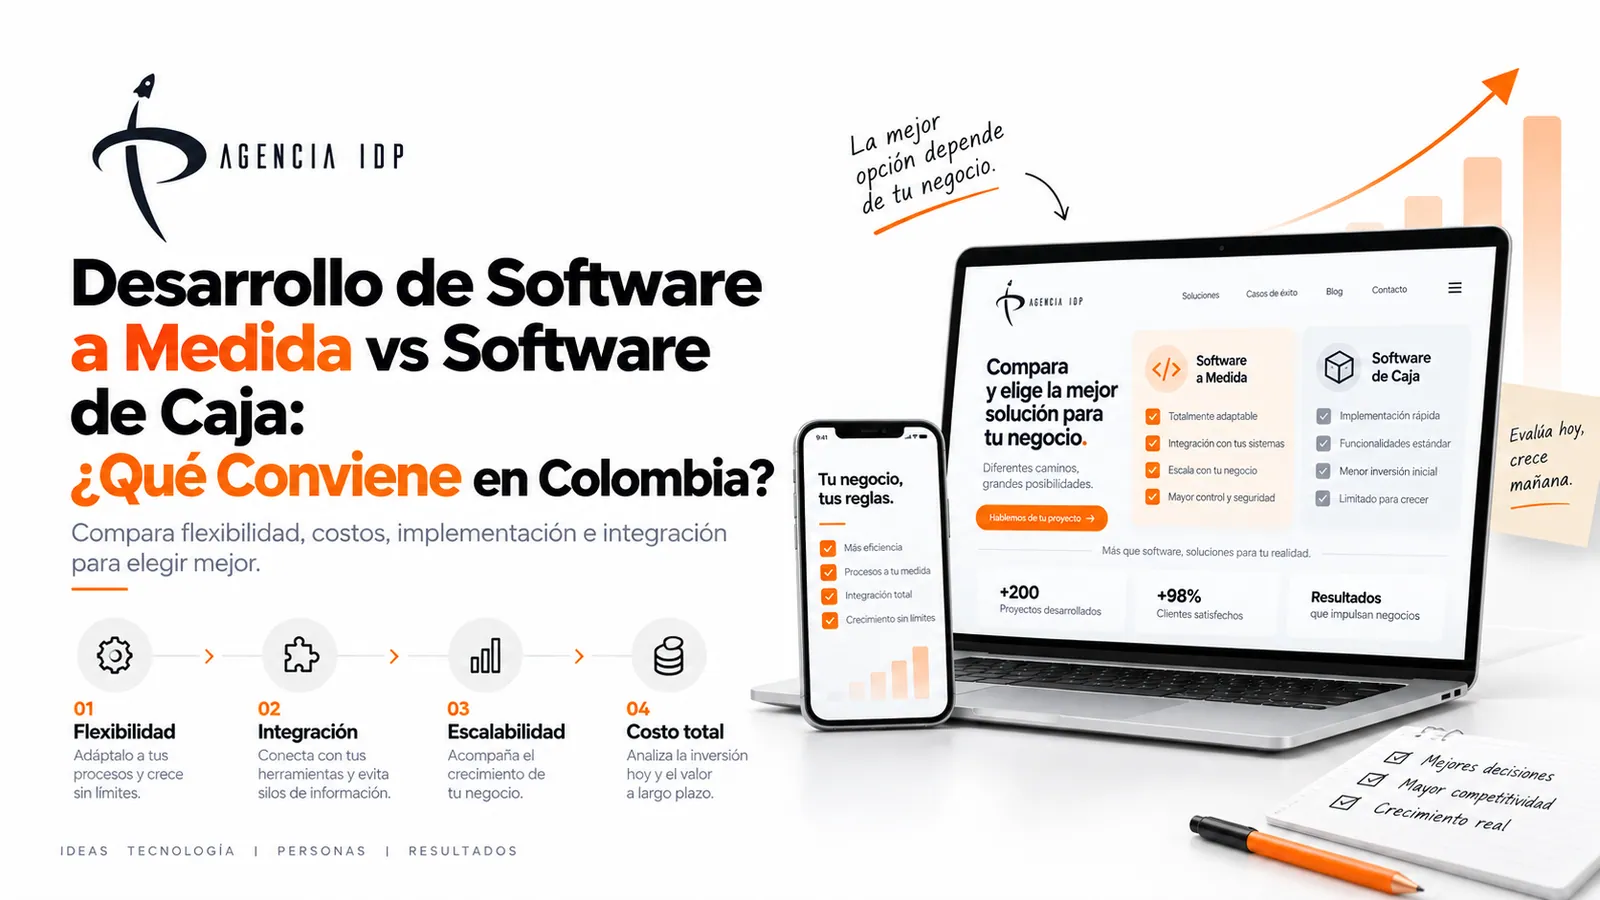 AGENCIA IDP
Desarrollo de Software
a Medida vs Software
de Caja:
¿Qué Conviene en Colombia?
Compara flexibilidad, costos, implementación e integración
para elegir mejor.
01
Flexibilidad
Adáptalo a tus
procesos y crece
sin límites.
02
Integración
Conecta con tus
herramientas y evita
silos de información.
03
Escalabilidad
Acompaña el
crecimiento de
tu negocio.
04
Costo total
Analiza la inversión
hoy y el valor
a largo plazo.
IDEAS TECNOLOGÍA | PERSONAS | RESULTADOS
La mejor
opción depende
de tu negocio.
9:41
Tu negocio,
tus reglas.
Más eficiencia
Procesos a tu medida
Integración total
Crecimiento sin límites
AGENCIA IDP
Soluciones
Casos de éxito
Blog
Contacto
Compara
y elige la mejor
solución para
tu negocio.
Diferentes caminos,
grandes posibilidades.
Hablemos de tu proyecto →
Software
a Medida
Totalmente adaptable
Integración con tus sistemas
Escala con tu negocio
Mayor control y seguridad
Software
de Caja
Implementación rápida
Funcionalidades estándar
Menor inversión inicial
Limitado para crecer
Más que software, soluciones para tu realidad.
+200
Proyectos desarrollados
+98%
Clientes satisfechos
Resultados
que impulsan negocios
Evalúa hoy,
crece
mañana.
Mejores decisiones
Mayor competitividad
Crecimiento real